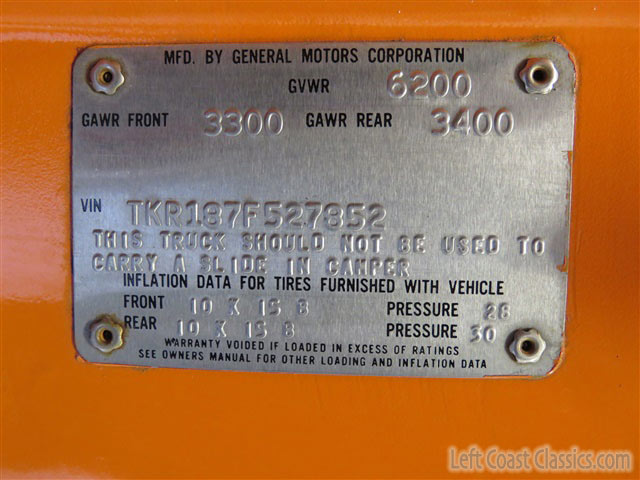 MFD. BY GENERAL MOTORS CORPORATION
GVWR 6200
GAWR FRONT 3300 GAWR REAR 3400
VIN TKR187F527852
THIS TRUCK SHOULD NOT BE USED TO
CARRY A SLIDE IN CAMPER
INFLATION DATA FOR TIRES FURNISHED WITH VEHICLE
FRONT 10 X 15 B PRESSURE 28
REAR 10 X 15 B PRESSURE 30
WARRANTY VOIDED IF LOADED IN EXCESS OF RATINGS
SEE OWNERS MANUAL FOR OTHER LOADING AND INFLATION DATA
Left Coast Classics.com